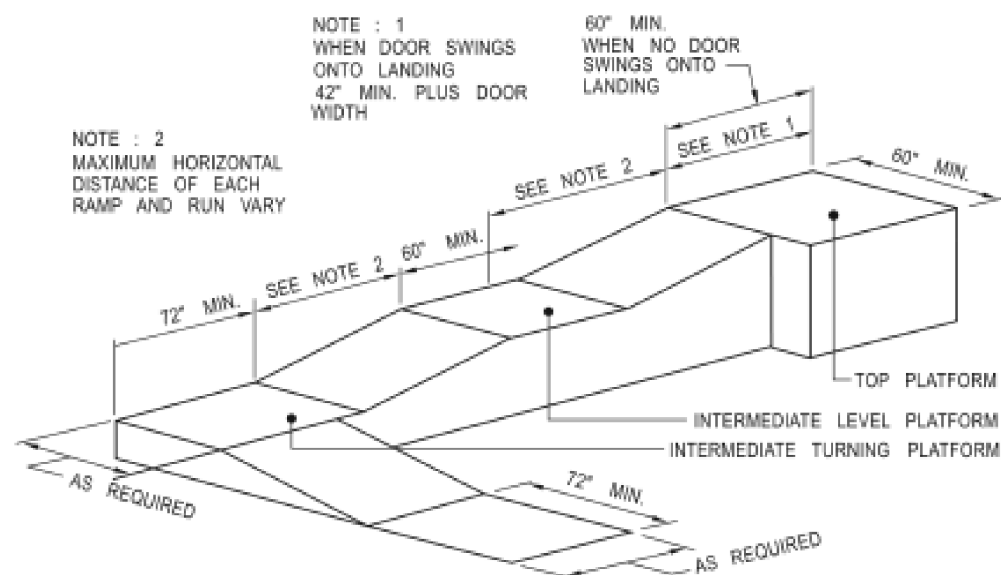 NOTE : 1
WHEN DOOR SWINGS
ONTO LANDING
42" MIN. PLUS DOOR
WIDTH
60" MIN.
WHEN NO DOOR
SWINGS ONTO
LANDING
NOTE : 2
MAXIMUM HORIZONTAL
DISTANCE OF EACH
RAMP AND RUN VARY
SEE NOTE 1
60" MIN.
SEE NOTE 2
60" MIN.
SEE NOTE 2
72" MIN.
TOP PLATFORM
INTERMEDIATE LEVEL PLATFORM
INTERMEDIATE TURNING PLATFORM
AS REQUIRED
72" MIN.
AS REQUIRED